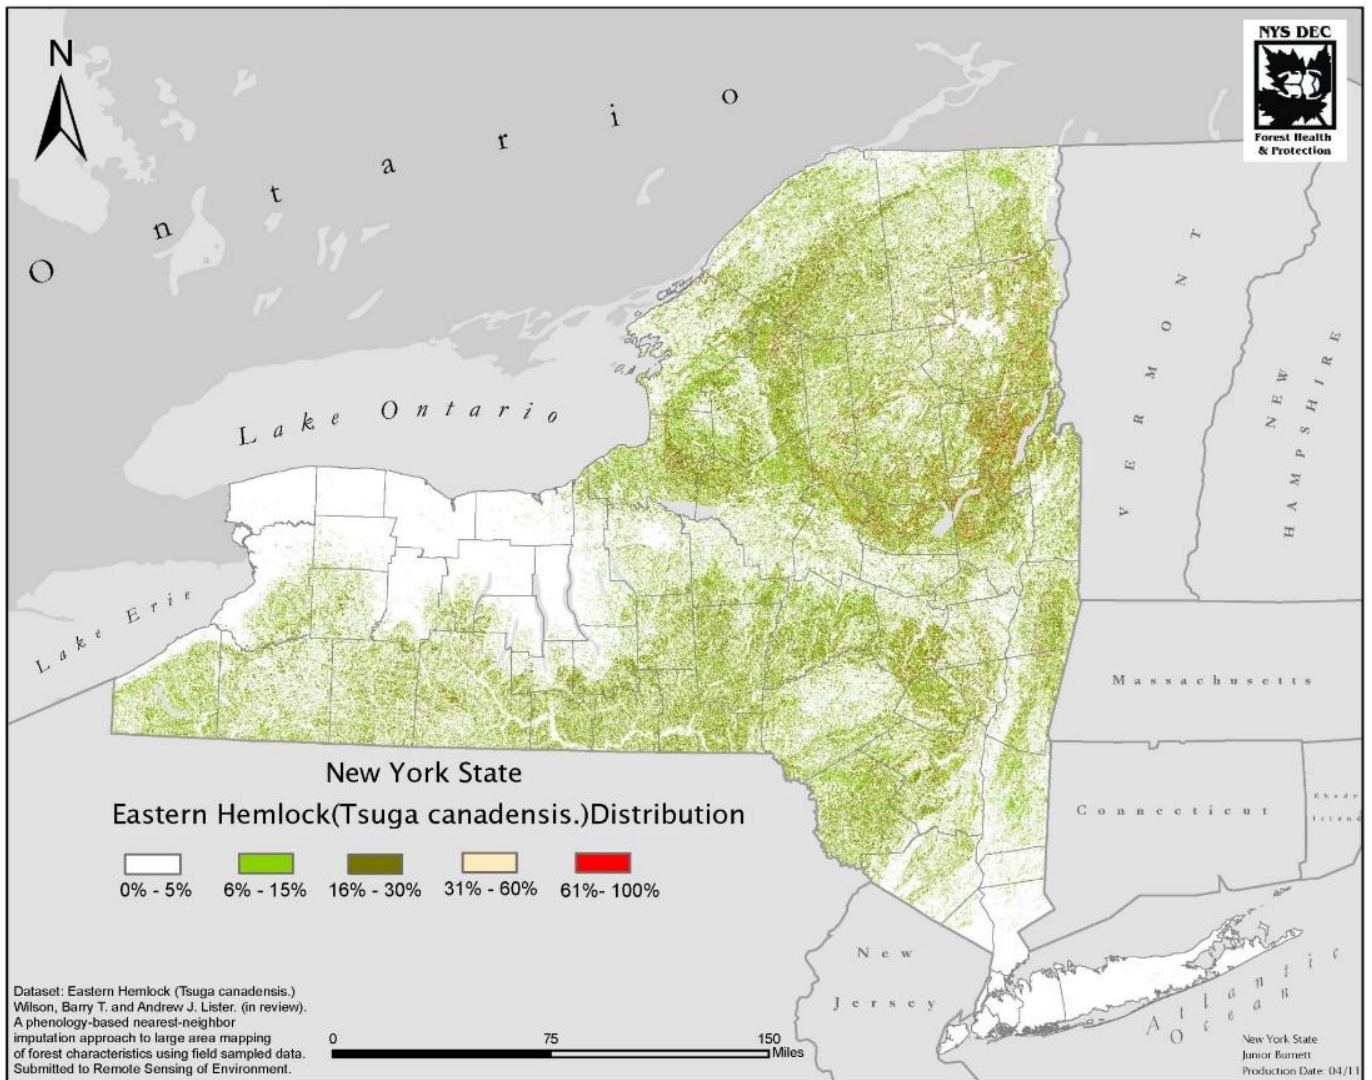 NYS DEC
Forest Health
& Protection
N
Ontario
Lake Ontario
Lake Erie
VERMONT
NEW
HAMPSHIRE
Massachusetts
Connecticut
Rhode
Island
New
Jersey
Atlantic
Ocean
New York State
Eastern Hemlock(Tsuga canadensis.)Distribution
0% - 5%
6% - 15%
16% - 30%
31% - 60%
61%- 100%
Dataset: Eastern Hemlock (Tsuga canadensis.)
Wilson, Barry T. and Andrew J. Lister. (in review).
A phenology-based nearest-neighbor
imputation approach to large area mapping
of forest characteristics using field sampled data.
Submitted to Remote Sensing of Environment.
0
75
150
Miles
New York State
Junior Burnett
Production Date: 04/11